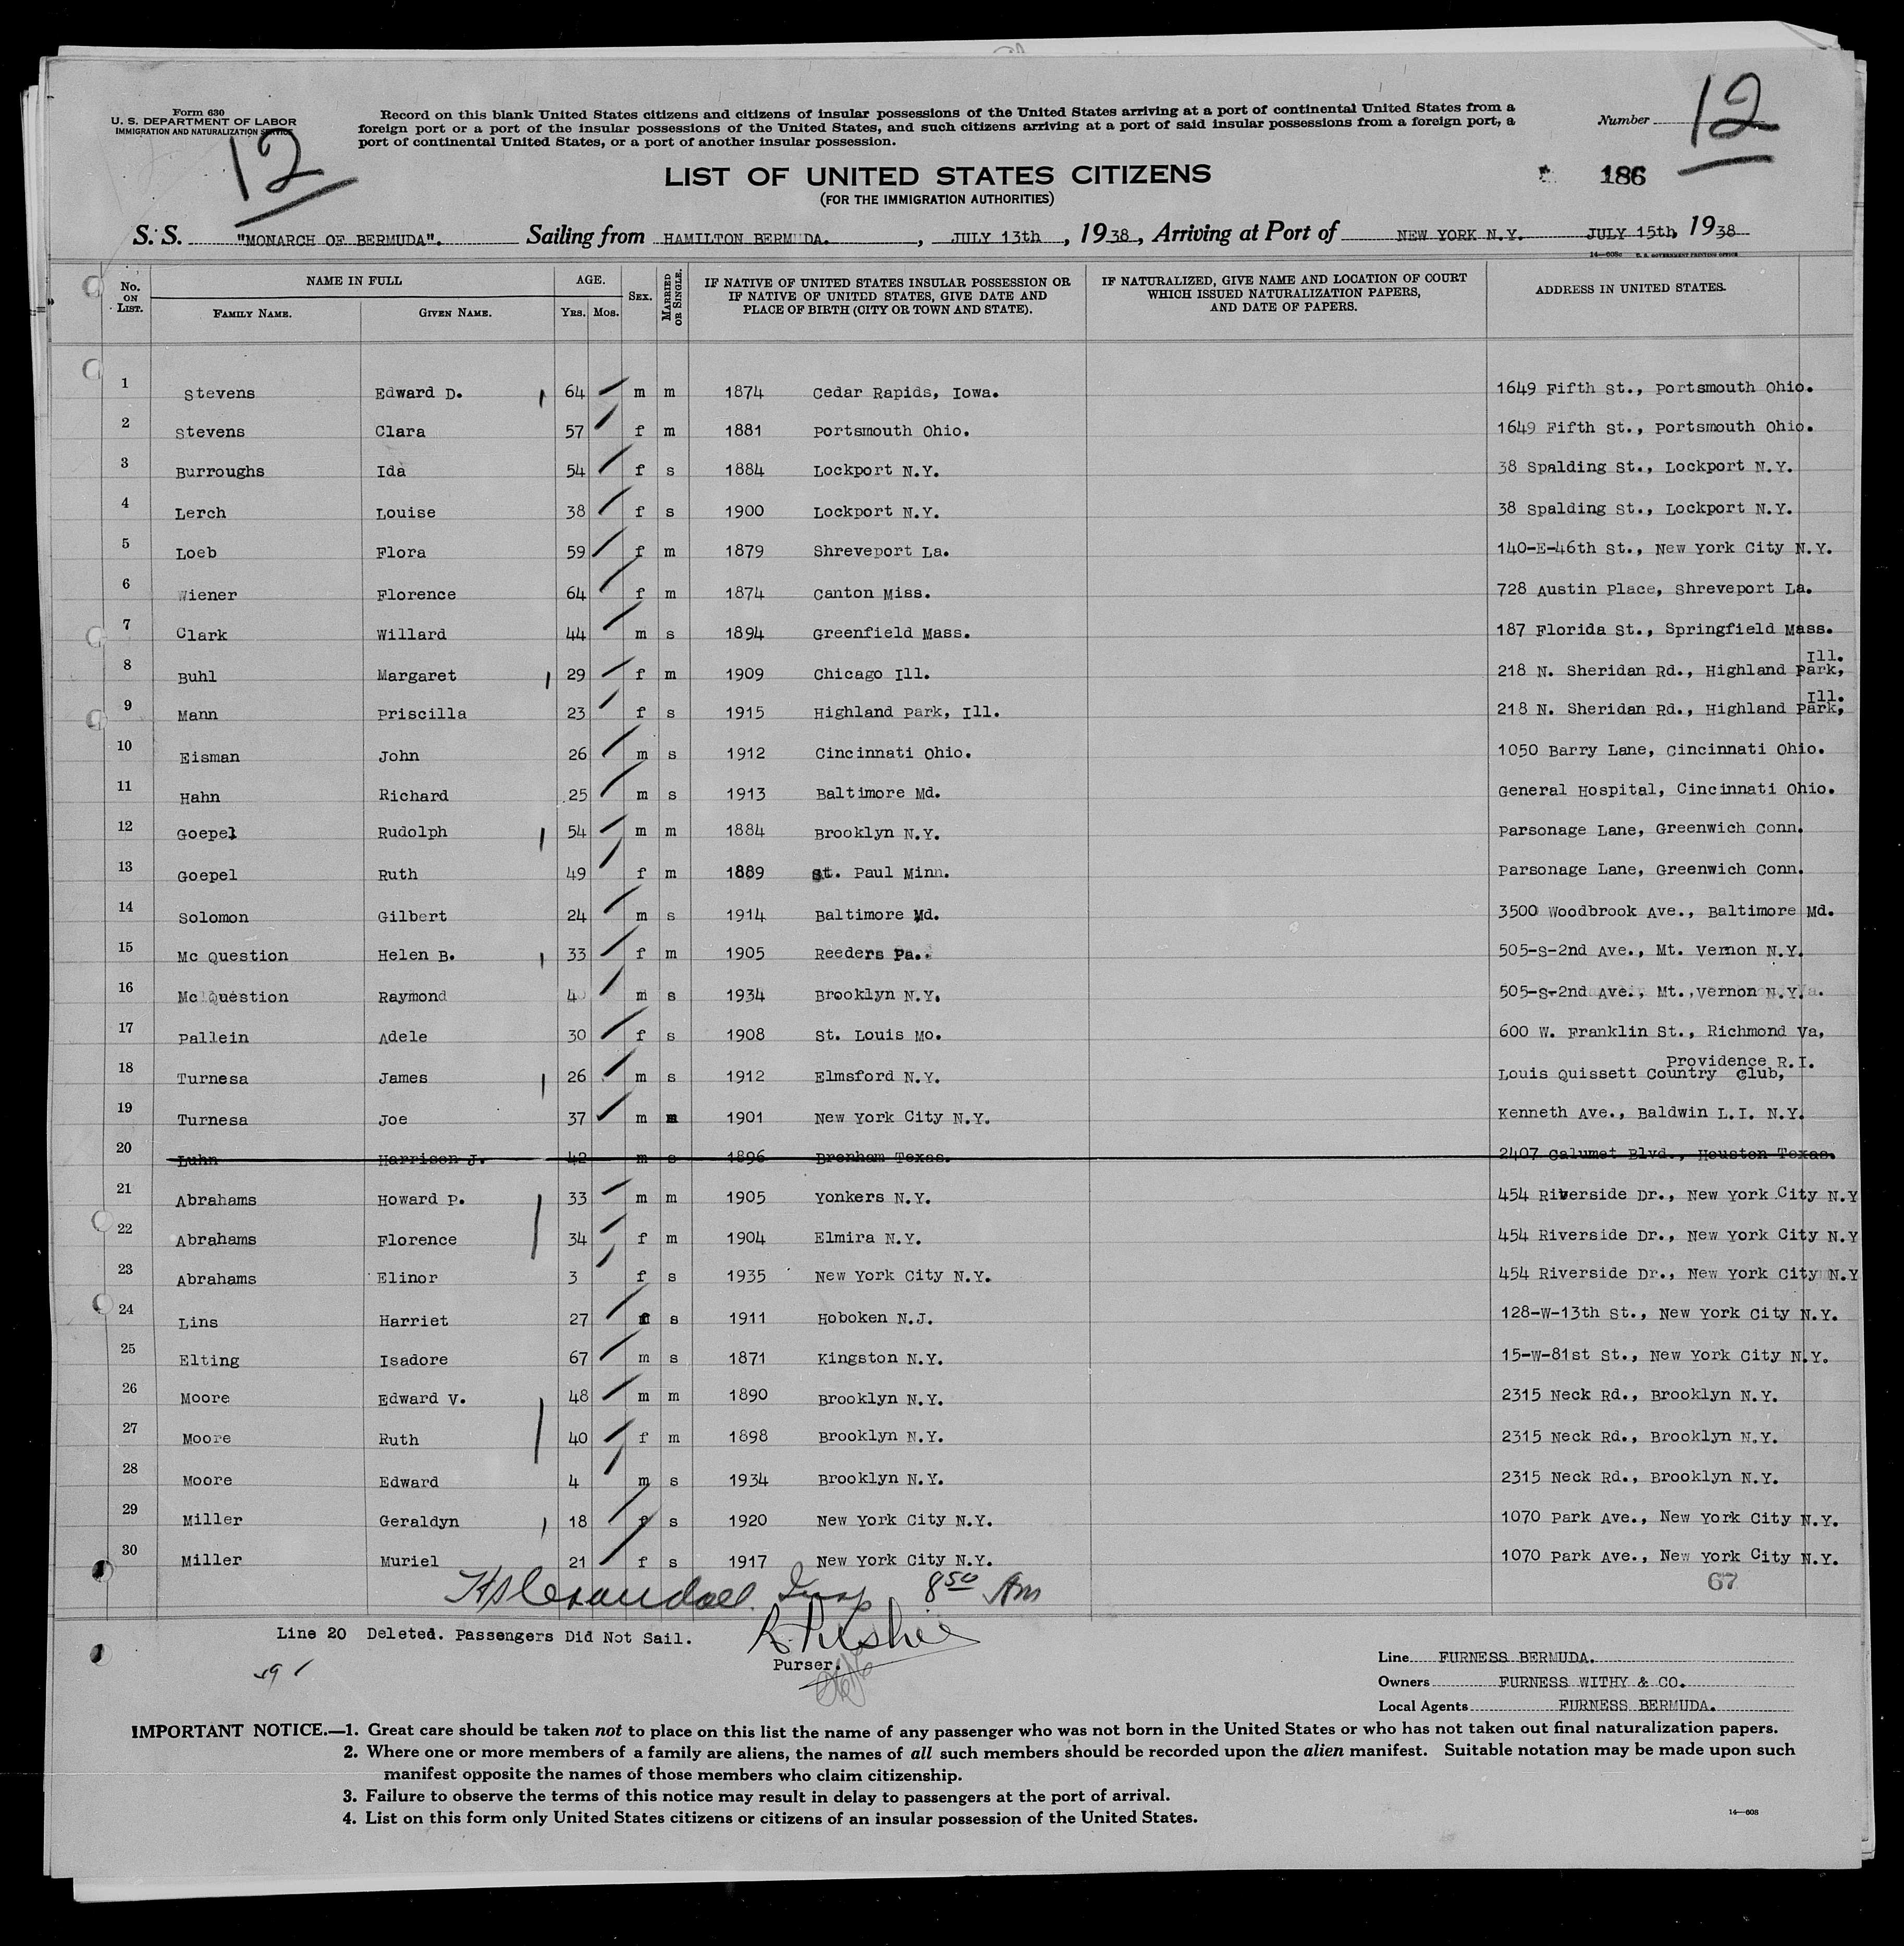 Form 630
U. S. DEPARTMENT OF LABOR
IMMIGRATION AND NATURALIZATION SERVICE
12
Record on this blank United States citizens and citizens of insular possessions of the United States arriving at a port of continental United States from a
foreign port or a port of the insular possessions of the United States, and such citizens arriving at a port of said insular possessions from a foreign port, a
port of continental United States, or a port of another insular possession.
Number 12
186
LIST OF UNITED STATES CITIZENS
(FOR THE IMMIGRATION AUTHORITIES)
S. S. "MONARCH OF BERMUDA". Sailing from HAMILTON BERMUDA. , JULY 13th , 1938 , Arriving at Port of NEW YORK N.Y. JULY 15th, 1938
14—608c U. S. GOVERNMENT PRINTING OFFICE
No. ON LIST. NAME IN FULL FAMILY NAME. GIVEN NAME. AGE. YRS. MOS. SEX. MARRIED OR SINGLE. IF NATIVE OF UNITED STATES INSULAR POSSESSION OR IF NATIVE OF UNITED STATES, GIVE DATE AND PLACE OF BIRTH (CITY OR TOWN AND STATE). IF NATURALIZED, GIVE NAME AND LOCATION OF COURT WHICH ISSUED NATURALIZATION PAPERS, AND DATE OF PAPERS. ADDRESS IN UNITED STATES.
1 Stevens Edward D. 64 m m 1874 Cedar Rapids, Iowa. 1649 Fifth St., Portsmouth Ohio.
2 Stevens Clara 57 f m 1881 Portsmouth Ohio. 1649 Fifth St., Portsmouth Ohio.
3 Burroughs Ida 54 f s 1884 Lockport N.Y. 38 Spalding St., Lockport N.Y.
4 Lerch Louise 38 f s 1900 Lockport N.Y. 38 Spalding St., Lockport N.Y.
5 Loeb Flora 59 f m 1879 Shreveport La. 140-E-46th St., New York City N.Y.
6 Wiener Florence 64 f m 1874 Canton Miss. 728 Austin Place, Shreveport La.
7 Clark Willard 44 m s 1894 Greenfield Mass. 187 Florida St., Springfield Mass.
8 Buhl Margaret 29 f m 1909 Chicago Ill. 218 N. Sheridan Rd., Highland Park, Ill.
9 Mann Priscilla 23 f s 1915 Highland Park, Ill. 218 N. Sheridan Rd., Highland Park, Ill.
10 Eisman John 26 m s 1912 Cincinnati Ohio. 1050 Barry Lane, Cincinnati Ohio.
11 Hahn Richard 25 m s 1913 Baltimore Md. General Hospital, Cincinnati Ohio.
12 Goepel Rudolph 54 m m 1884 Brooklyn N.Y. Parsonage Lane, Greenwich Conn.
13 Goepel Ruth 49 f m 1889 St. Paul Minn. Parsonage Lane, Greenwich Conn.
14 Solomon Gilbert 24 m s 1914 Baltimore Md. 3500 Woodbrook Ave., Baltimore Md.
15 Mc Question Helen B. 33 f m 1905 Reeders Pa. 505-S-2nd Ave., Mt. Vernon N.Y.
16 Mc Question Raymond 4 m s 1934 Brooklyn N.Y. 505-S-2nd Ave., Mt. Vernon N.Y.
17 Pallein Adele 30 f s 1908 St. Louis Mo. 600 W. Franklin St., Richmond Va,
18 Turnesa James 26 m s 1912 Elmsford N.Y. Louis Quissett Country Club, Providence R.I.
19 Turnesa Joe 37 m m 1901 New York City N.Y. Kenneth Ave., Baldwin L.I. N.Y.
20 Luhn Harrison J. 42 m s 1896 Brenham Texas. 2407 Calumet Blvd., Houston Texas.
21 Abrahams Howard P. 33 m m 1905 Yonkers N.Y. 454 Riverside Dr., New York City N.Y
22 Abrahams Florence 34 f m 1904 Elmira N.Y. 454 Riverside Dr., New York City N.Y
23 Abrahams Elinor 3 f s 1935 New York City N.Y. 454 Riverside Dr., New York City N.Y
24 Lins Harriet 27 f s 1911 Hoboken N.J. 128-W-13th St., New York City N.Y.
25 Elting Isadore 67 m s 1871 Kingston N.Y. 15-W-81st St., New York City N.Y.
26 Moore Edward V. 48 m m 1890 Brooklyn N.Y. 2315 Neck Rd., Brooklyn N.Y.
27 Moore Ruth 40 f m 1898 Brooklyn N.Y. 2315 Neck Rd., Brooklyn N.Y.
28 Moore Edward 4 m s 1934 Brooklyn N.Y. 2315 Neck Rd., Brooklyn N.Y.
29 Miller Geraldyn 18 f s 1920 New York City N.Y. 1070 Park Ave., New York City N.Y.
30 Miller Muriel 21 f s 1917 New York City N.Y. 1070 Park Ave., New York City N.Y.
Insp 8 50 Am
67
Line 20 Deleted. Passengers Did Not Sail.
Purser.
Line FURNESS BERMUDA.
Owners FURNESS WITHY & CO.
Local Agents FURNESS BERMUDA.
IMPORTANT NOTICE.—1. Great care should be taken not to place on this list the name of any passenger who was not born in the United States or who has not taken out final naturalization papers.
2. Where one or more members of a family are aliens, the names of all such members should be recorded upon the alien manifest. Suitable notation may be made upon such
manifest opposite the names of those members who claim citizenship.
3. Failure to observe the terms of this notice may result in delay to passengers at the port of arrival.
4. List on this form only United States citizens or citizens of an insular possession of the United States.
14—608